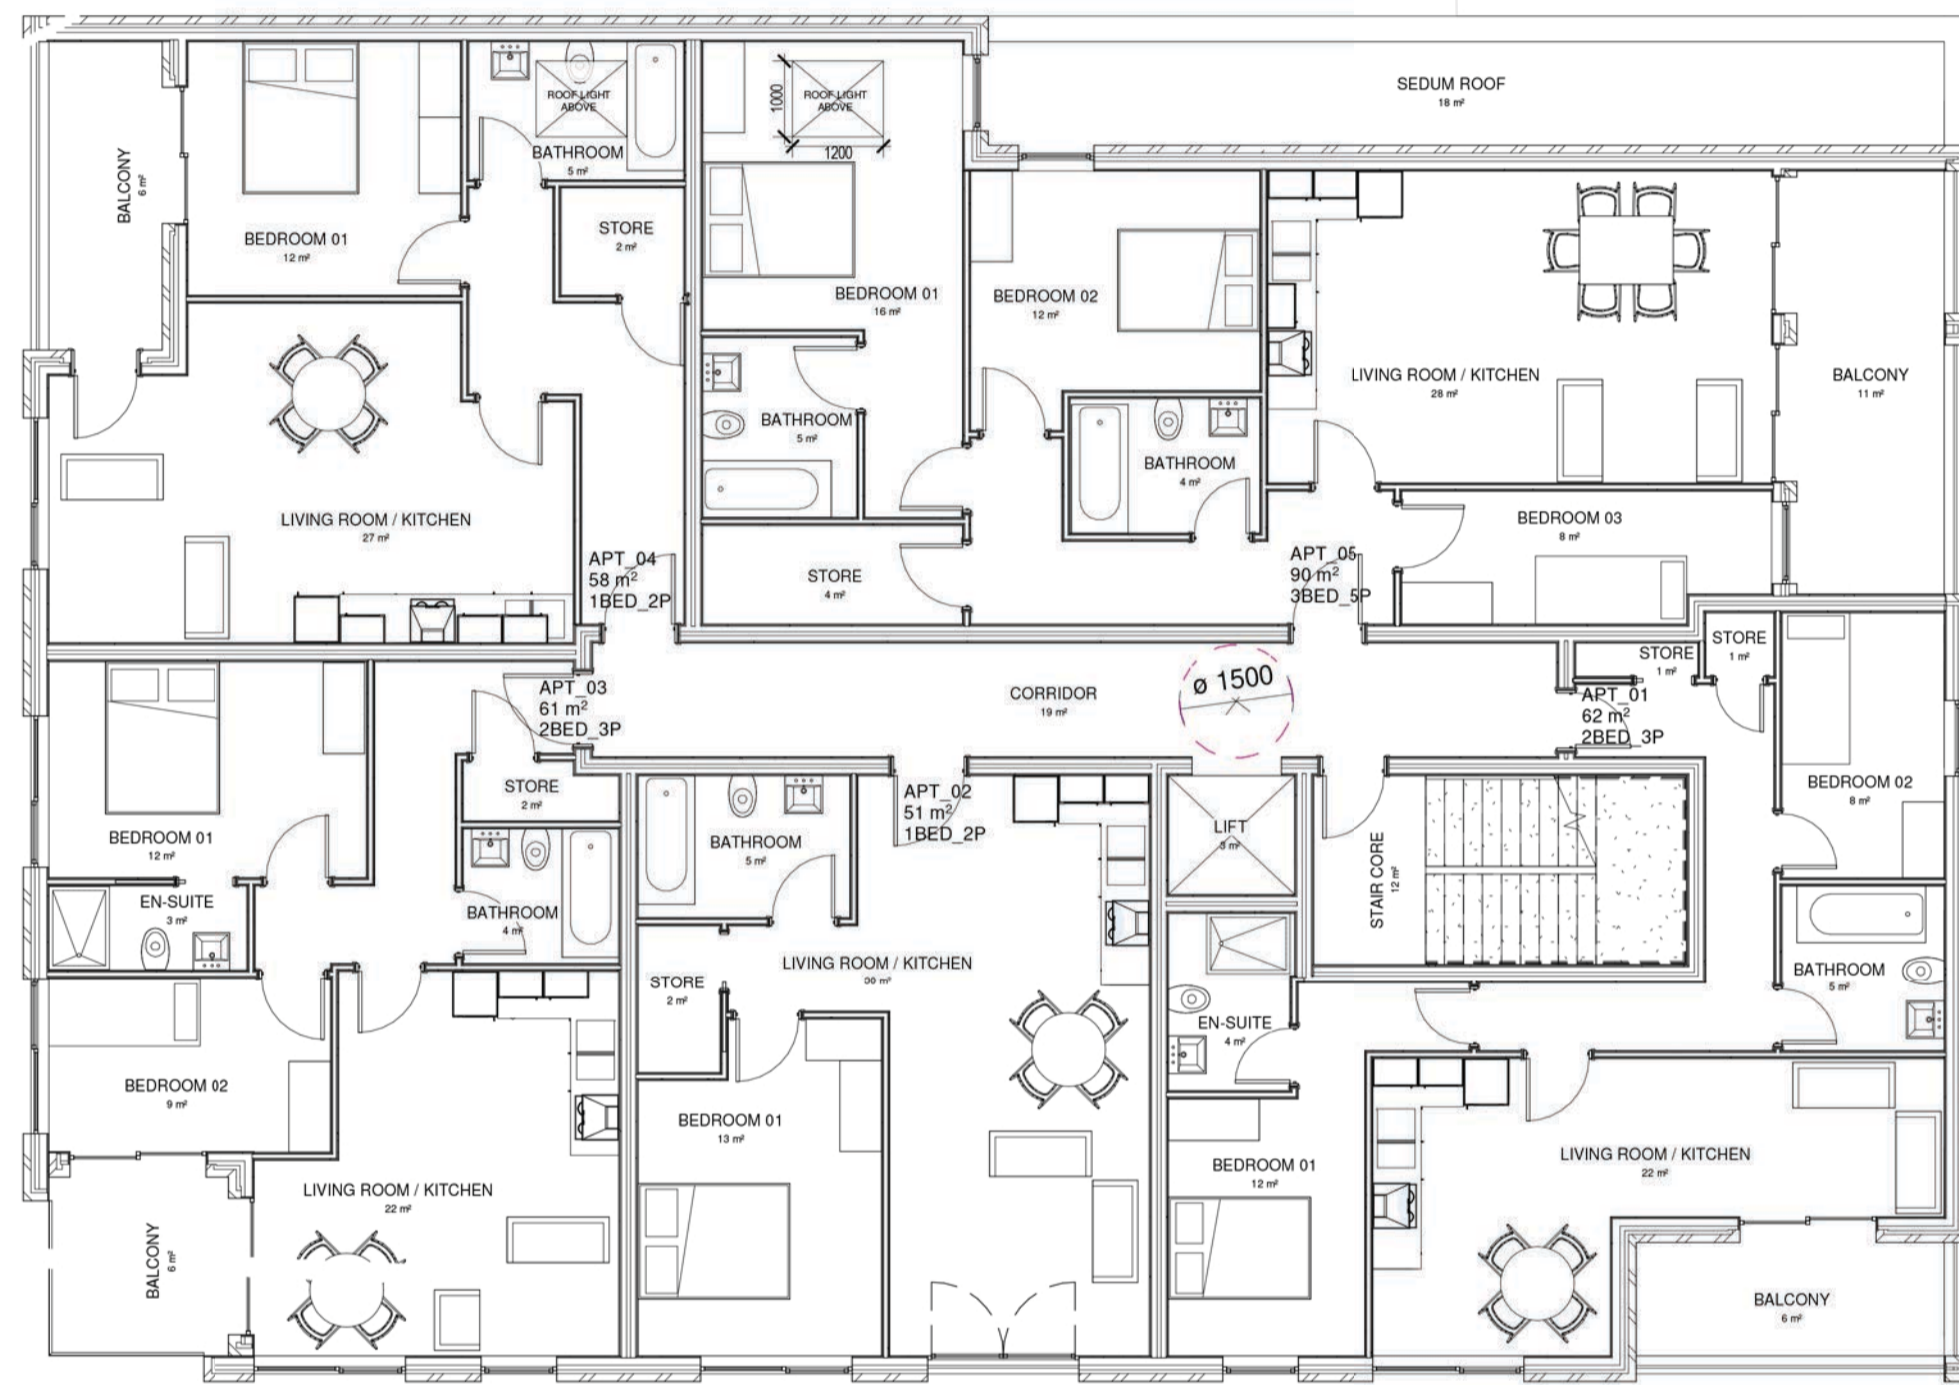 SEDUM ROOF
18 m²
BALCONY
6 m²
BEDROOM 01
12 m²
ROOF LIGHT
ABOVE
BATHROOM
5 m²
STORE
2 m²
1000
ROOF LIGHT
ABOVE
1200
BEDROOM 01
16 m²
BEDROOM 02
12 m²
LIVING ROOM / KITCHEN
28 m²
BALCONY
11 m²
BATHROOM
5 m²
BATHROOM
4 m²
LIVING ROOM / KITCHEN
27 m²
BEDROOM 03
8 m²
APT_04
58 m²
1BED_2P
STORE
4 m²
APT_05
90 m²
3BED_5P
STORE
1 m²
STORE
1 m²
APT_03
61 m²
2BED_3P
CORRIDOR
19 m²
ø 1500
APT_01
62 m²
2BED_3P
BEDROOM 02
8 m²
STORE
2 m²
APT_02
51 m²
1BED_2P
BEDROOM 01
12 m²
BATHROOM
5 m²
LIFT
3 m²
STAIR CORE
12 m²
EN-SUITE
3 m²
BATHROOM
4 m²
LIVING ROOM / KITCHEN
30 m²
STORE
2 m²
BATHROOM
5 m²
EN-SUITE
4 m²
BEDROOM 02
9 m²
BEDROOM 01
13 m²
LIVING ROOM / KITCHEN
22 m²
BEDROOM 01
12 m²
LIVING ROOM / KITCHEN
22 m²
BALCONY
6 m²
BALCONY
6 m²